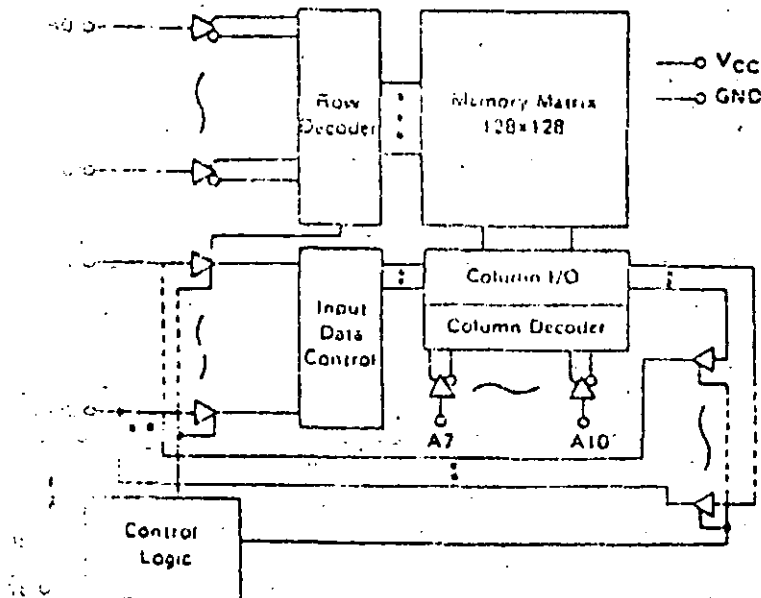 VCC
GND
Row
Decoder
Memory Matrix
128×128
Input
Data
Control
Column I/O
Column Decoder
A7
A10
Control
Logic